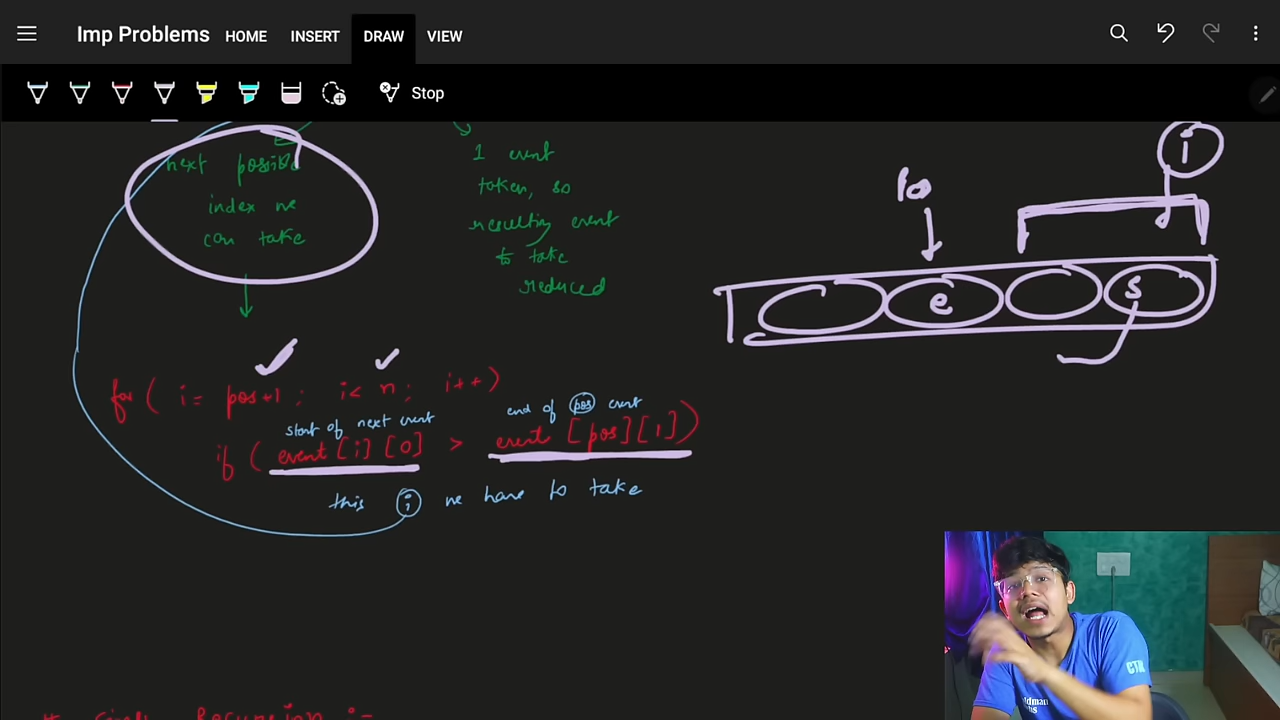 Imp Problems HOME INSERT DRAW VIEW
Stop
next possible
index we
can take
1 event
taken, so
resulting event
to take
reduced
for ( i = pos+1 ; i < n ; i++)
start of next event
end of pos event
if ( event [i] [0] > event [pos] [1] )
this i we have to take
i
e
s
Recursion :-
CTM